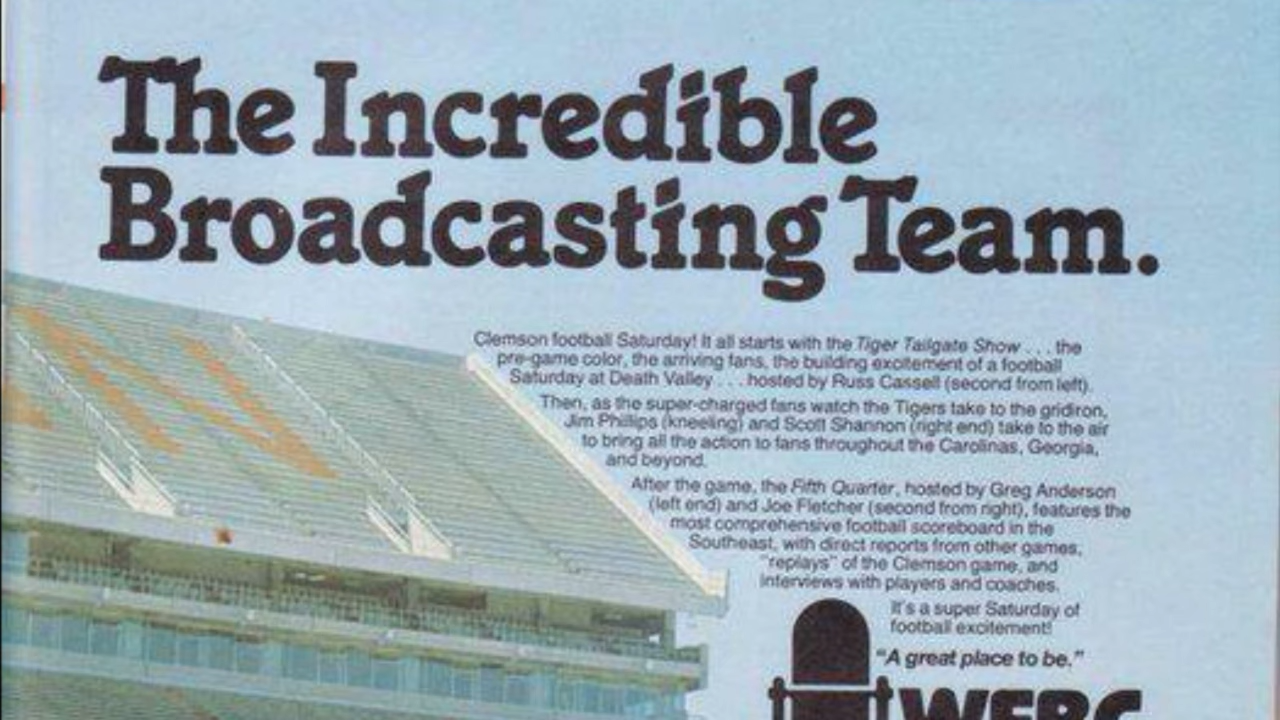 The Incredible
Broadcasting Team.
Clemson football Saturday! It all starts with the Tiger Tailgate Show . . . the
pre-game color, the arriving fans, the building excitement of a football
Saturday at Death Valley . . . hosted by Russ Cassell (second from left).
Then, as the super-charged fans watch the Tigers take to the gridiron,
Jim Phillips (kneeling) and Scott Shannon (right end) take to the air
to bring all the action to fans throughout the Carolinas, Georgia,
and beyond.
After the game, the Fifth Quarter, hosted by Greg Anderson
(left end) and Joe Fletcher (second from right), features the
most comprehensive football scoreboard in the
Southeast, with direct reports from other games,
"replays" of the Clemson game, and
interviews with players and coaches.
It's a super Saturday of
football excitement!
"A great place to be."
WFBC